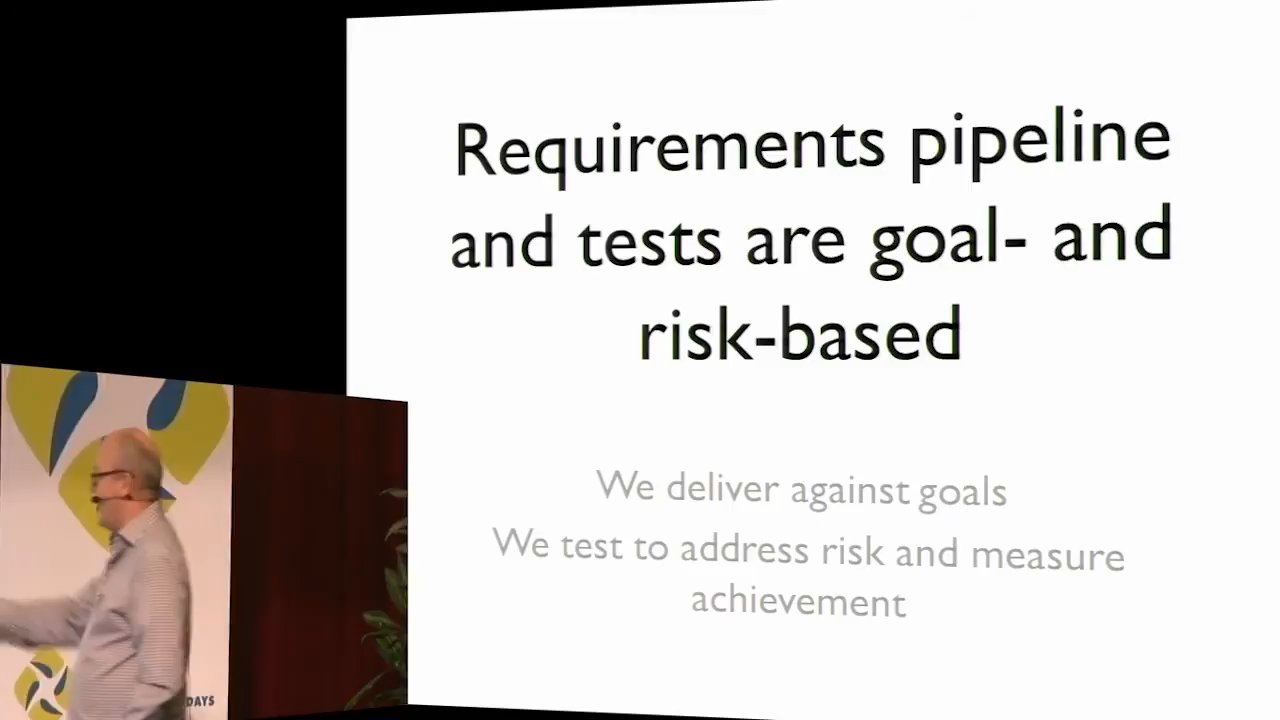 Requirements pipeline
and tests are goal- and
risk-based
We deliver against goals
We test to address risk and measure
achievement
DAYS